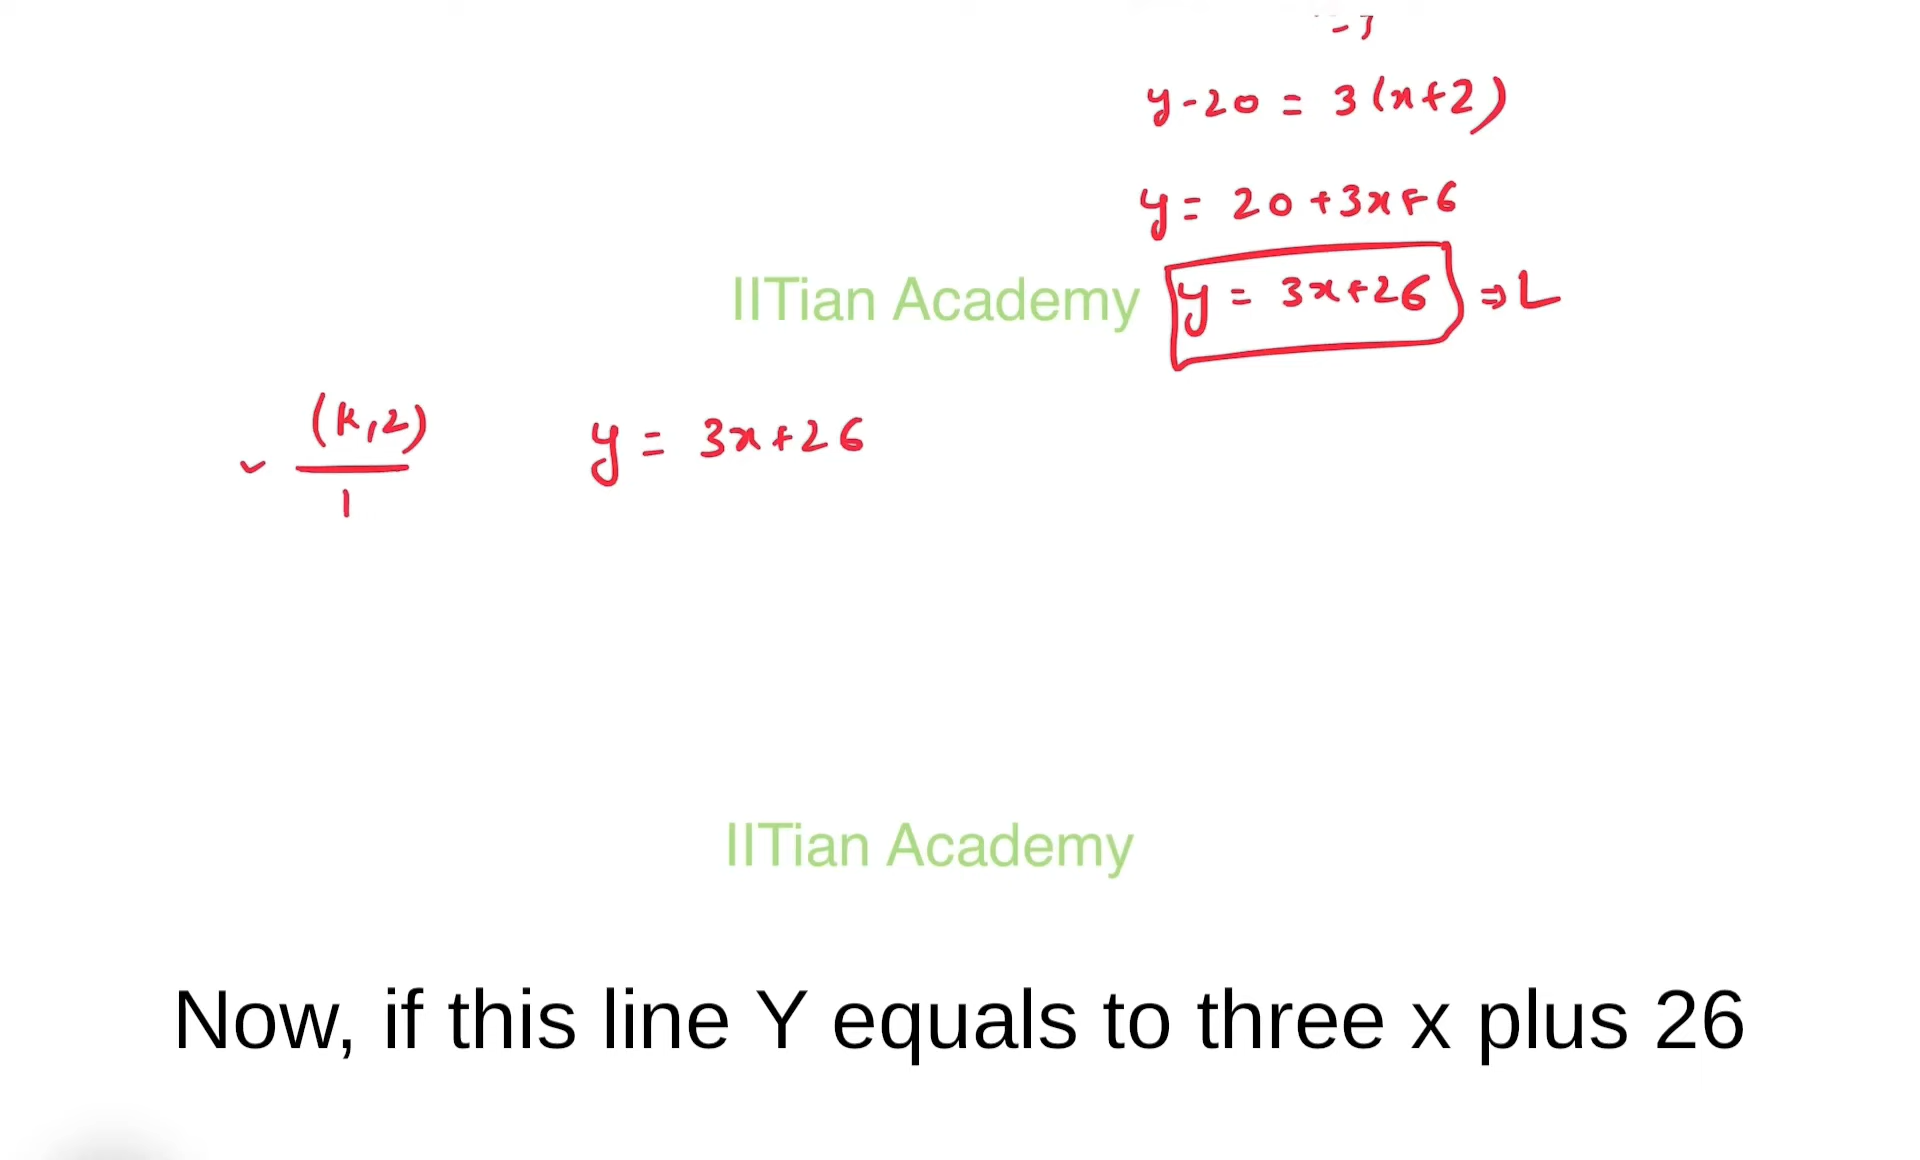 y-20 = 3(x+2)
y = 20+3x+6
IITian Academy
y = 3x+26 ⇒ L
(k,2)
1
y = 3x+26
IITian Academy
Now, if this line Y equals to three x plus 26